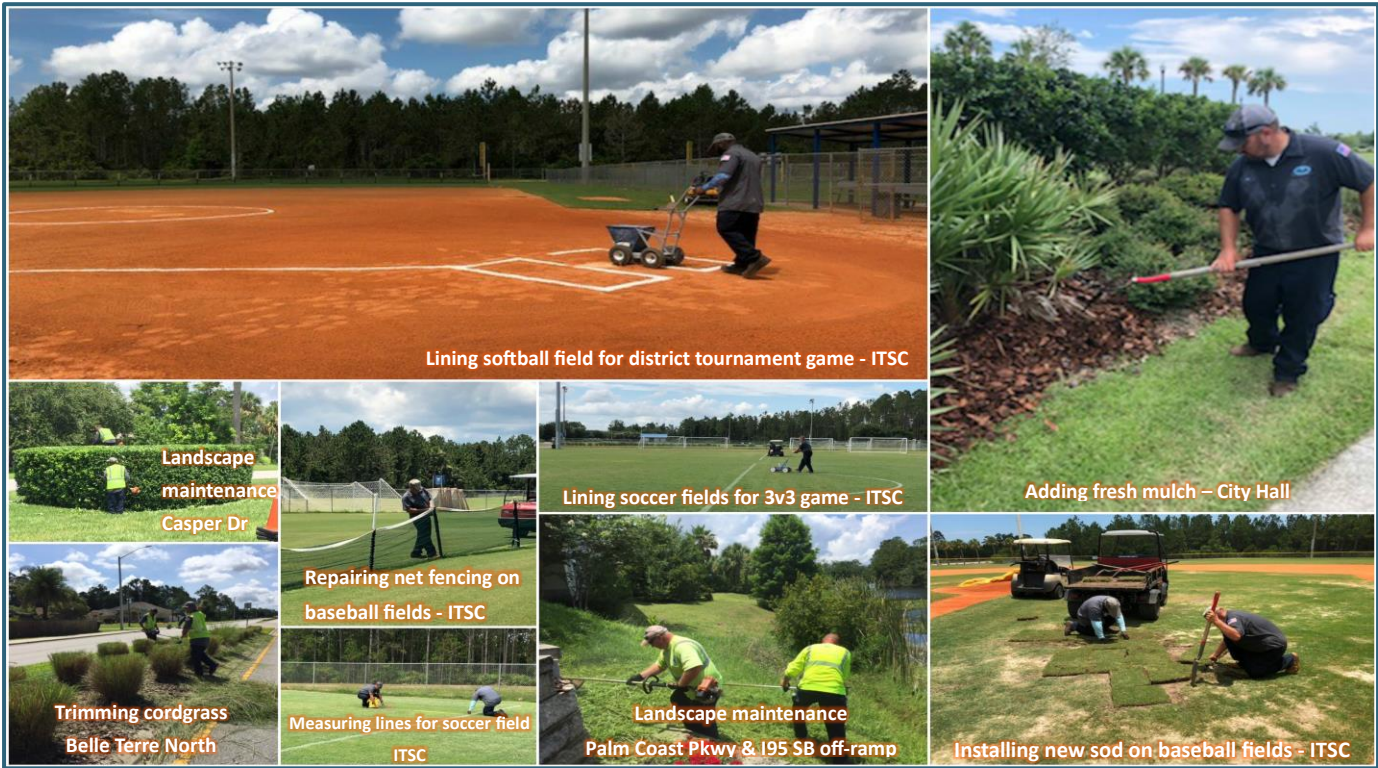 Lining softball field for district tournament game - ITSC
Adding fresh mulch – City Hall
Landscape
maintenance
Casper Dr
Repairing net fencing on
baseball fields - ITSC
Lining soccer fields for 3v3 game - ITSC
Trimming cordgrass
Belle Terre North
Measuring lines for soccer field
ITSC
Landscape maintenance
Palm Coast Pkwy & I95 SB off-ramp
Installing new sod on baseball fields - ITSC